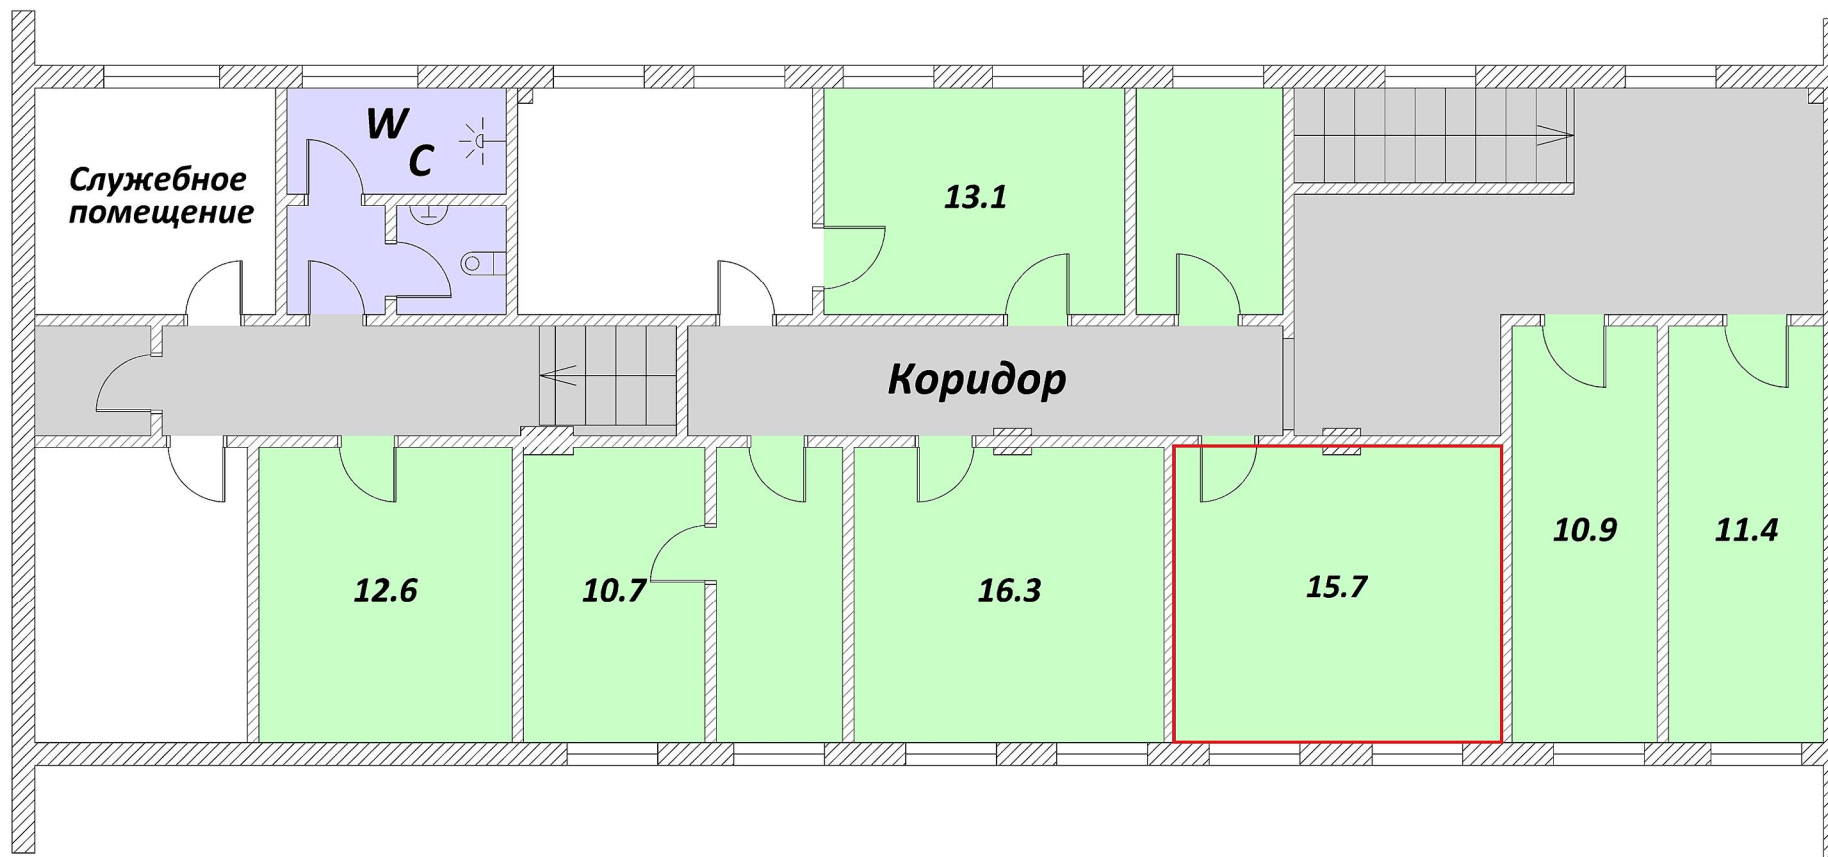 W
C
Служебное
помещение
13.1
Коридор
12.6
10.7
16.3
15.7
10.9
11.4